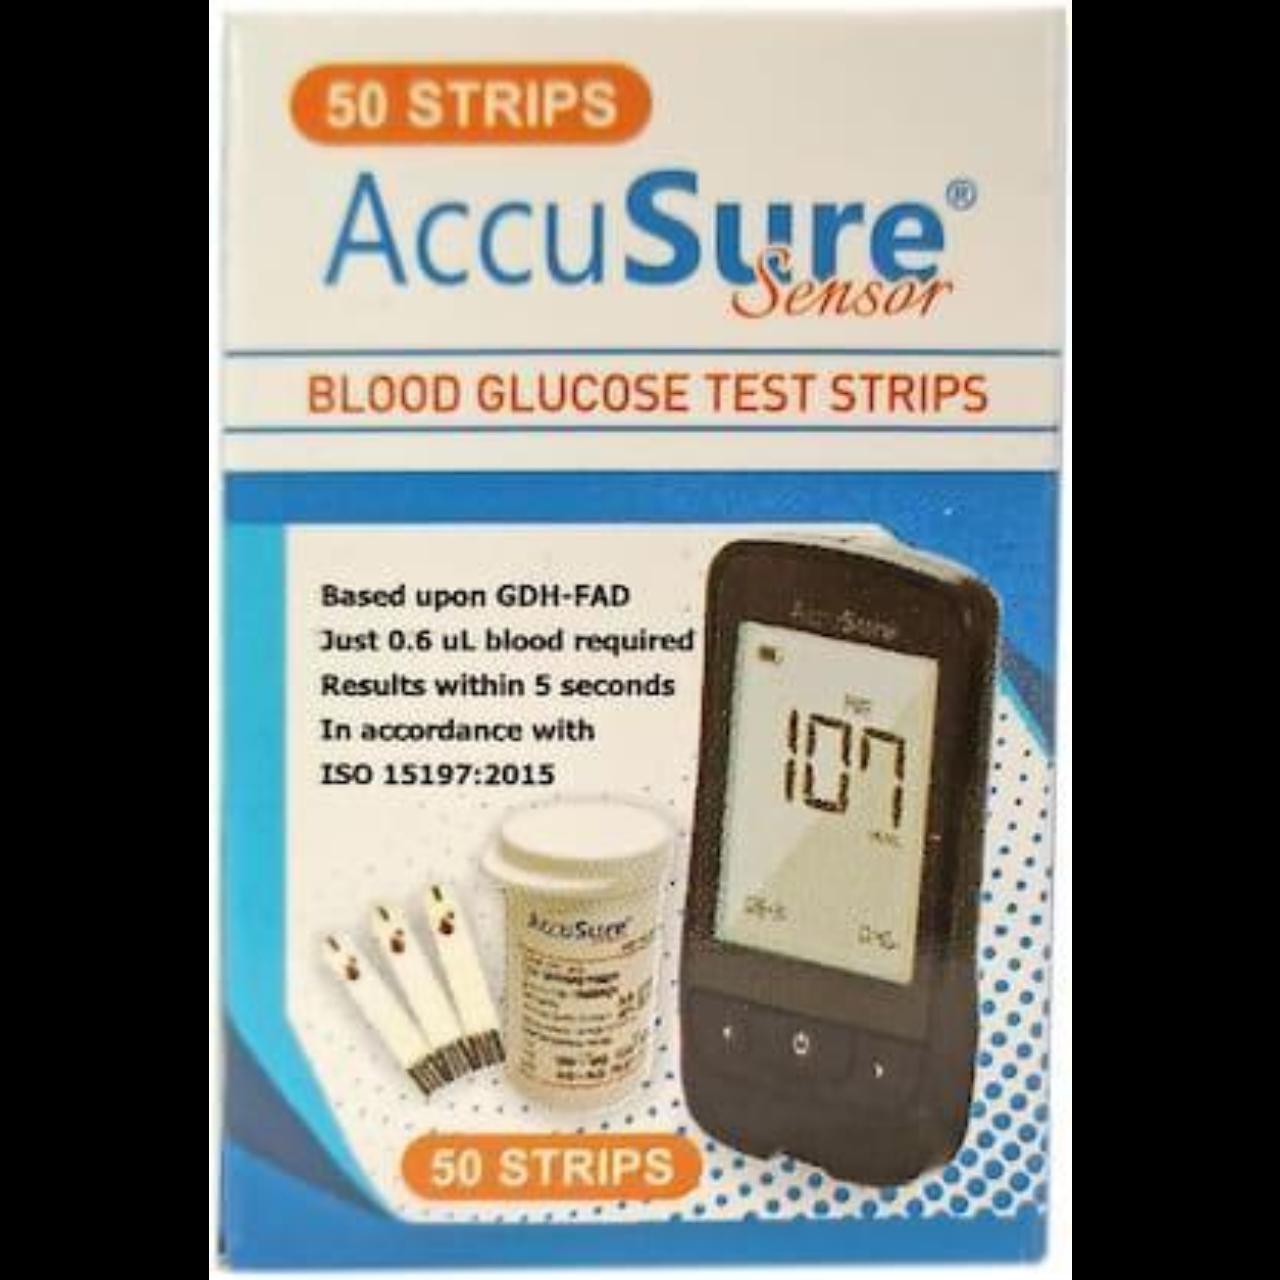 50 STRIPS
AccuSure®
Sensor
BLOOD GLUCOSE TEST STRIPS
Based upon GDH-FAD
Just 0.6 uL blood required
Results within 5 seconds
In accordance with
ISO 15197:2015
AccuSure
107
AccuSure
50 STRIPS